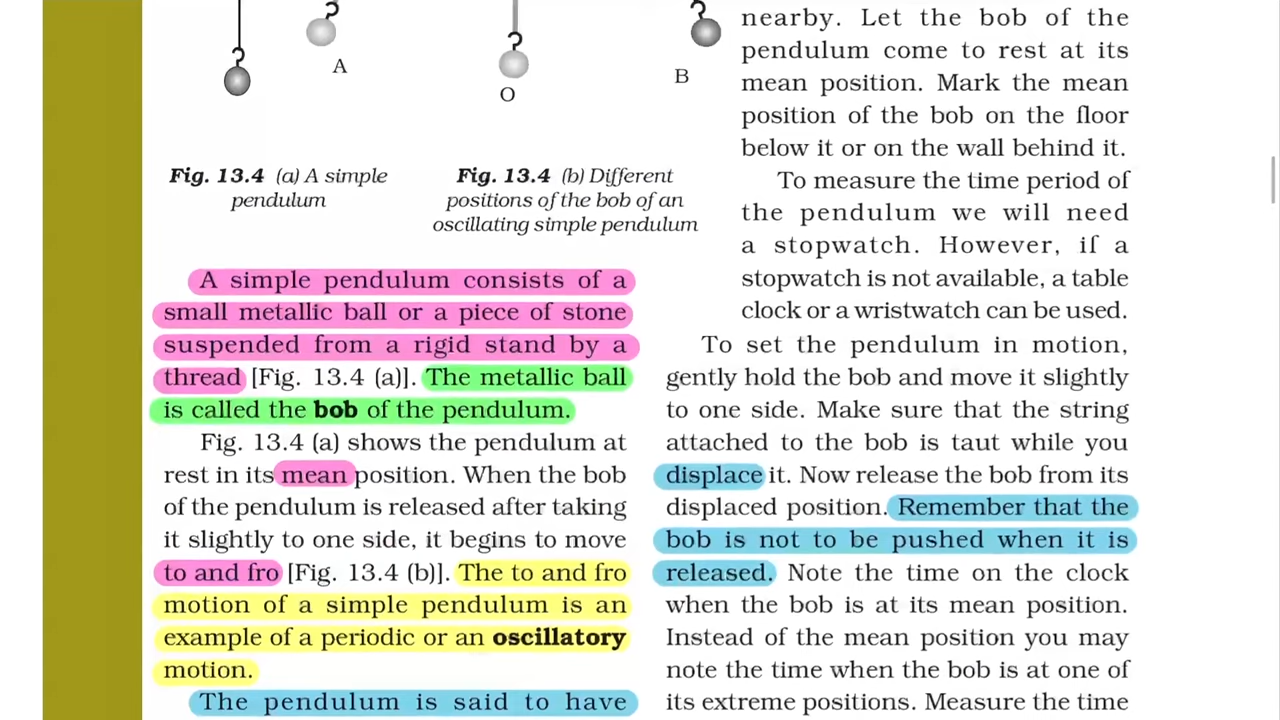 A
O
B
Fig. 13.4 (a) A simple
pendulum
Fig. 13.4 (b) Different
positions of the bob of an
oscillating simple pendulum
A simple pendulum consists of a
small metallic ball or a piece of stone
suspended from a rigid stand by a
thread [Fig. 13.4 (a)]. The metallic ball
is called the bob of the pendulum.
Fig. 13.4 (a) shows the pendulum at
rest in its mean position. When the bob
of the pendulum is released after taking
it slightly to one side, it begins to move
to and fro [Fig. 13.4 (b)]. The to and fro
motion of a simple pendulum is an
example of a periodic or an oscillatory
motion.
The pendulum is said to have
nearby. Let the bob of the
pendulum come to rest at its
mean position. Mark the mean
position of the bob on the floor
below it or on the wall behind it.
To measure the time period of
the pendulum we will need
a stopwatch. However, if a
stopwatch is not available, a table
clock or a wristwatch can be used.
To set the pendulum in motion,
gently hold the bob and move it slightly
to one side. Make sure that the string
attached to the bob is taut while you
displace it. Now release the bob from its
displaced position. Remember that the
bob is not to be pushed when it is
released. Note the time on the clock
when the bob is at its mean position.
Instead of the mean position you may
note the time when the bob is at one of
its extreme positions. Measure the time